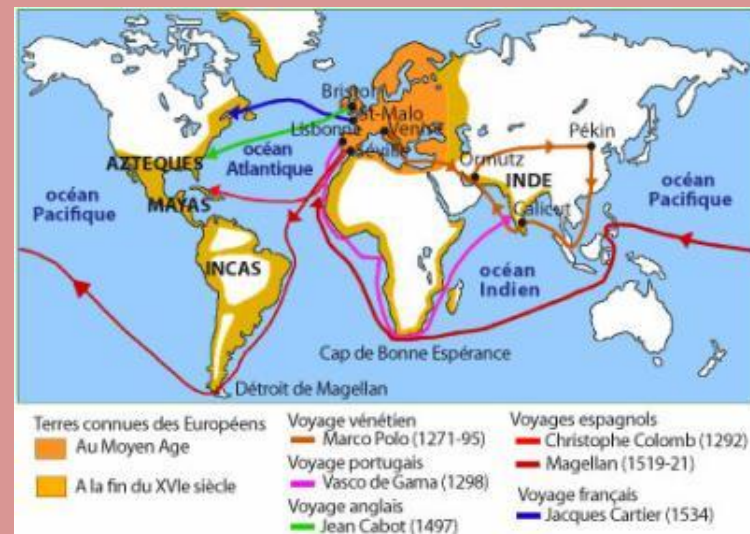 Bristol
St-Malo
Lisbonne
Venise
Séville
Pékin
Ormutz
AZTEQUES
océan
Atlantique
INDE
océan
Pacifique
MAYAS
Calicut
océan
Pacifique
INCAS
océan
Indien
Cap de Bonne Espérance
Détroit de Magellan
Terres connues des Européens
Au Moyen Age
A la fin du XVIe siècle
Voyage vénétien
Marco Polo (1271-95)
Voyage portugais
Vasco de Gama (1298)
Voyage anglais
Jean Cabot (1497)
Voyages espagnols
Christophe Colomb (1292)
Magellan (1519-21)
Voyage français
Jacques Cartier (1534)